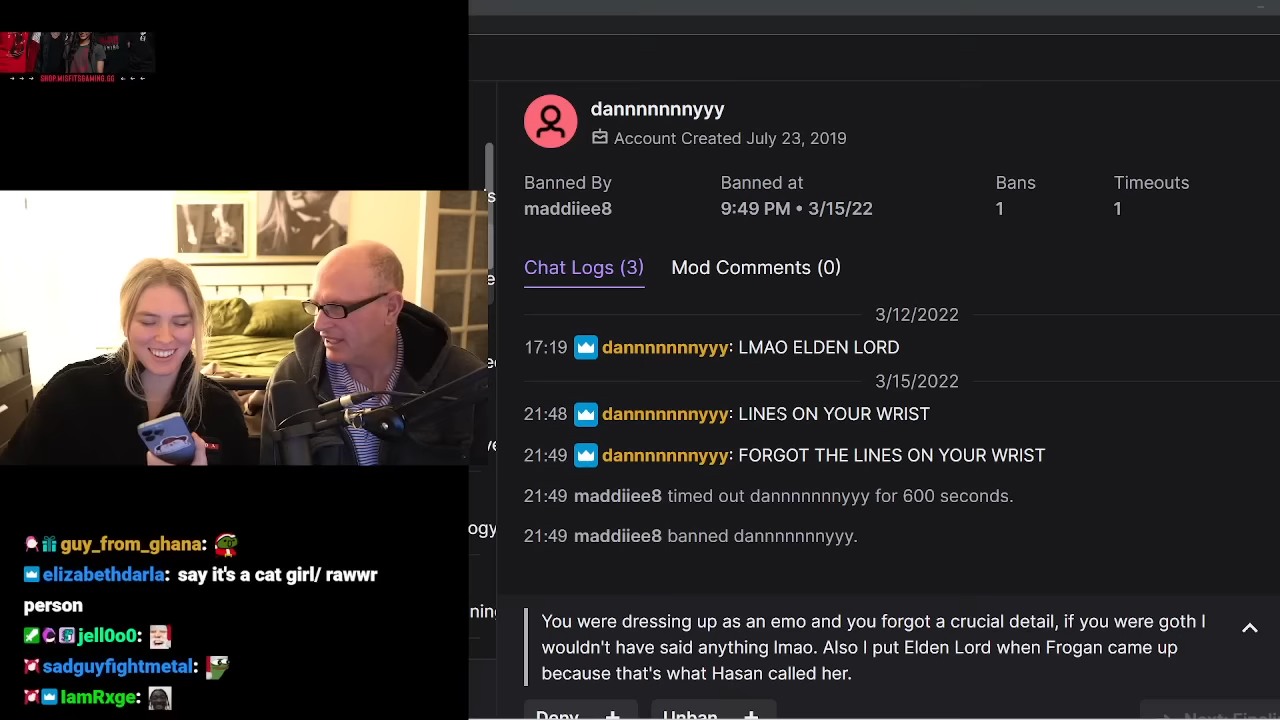 DROP.MISFITSGAMING.GG
dannnnnnnyyy
Account Created July 23, 2019
Banned By
Banned at
Bans
Timeouts
maddiiee8
9:49 PM • 3/15/22
1
1
Chat Logs (3)
Mod Comments (0)
3/12/2022
17:19 dannnnnnnyyy: LMAO ELDEN LORD
3/15/2022
21:48 dannnnnnnyyy: LINES ON YOUR WRIST
21:49 dannnnnnnyyy: FORGOT THE LINES ON YOUR WRIST
21:49 maddiiee8 timed out dannnnnnnyyy for 600 seconds.
21:49 maddiiee8 banned dannnnnnnyyy.
ogy
You were dressing up as an emo and you forgot a crucial detail, if you were goth I
wouldn't have said anything lmao. Also I put Elden Lord when Frogan came up
because that's what Hasan called her.
Deny +
Unban +
guy_from_ghana:
elizabethdarla: say it's a cat girl/ rawwr
person
jell0o0:
sadguyfightmetal:
IamRxge: